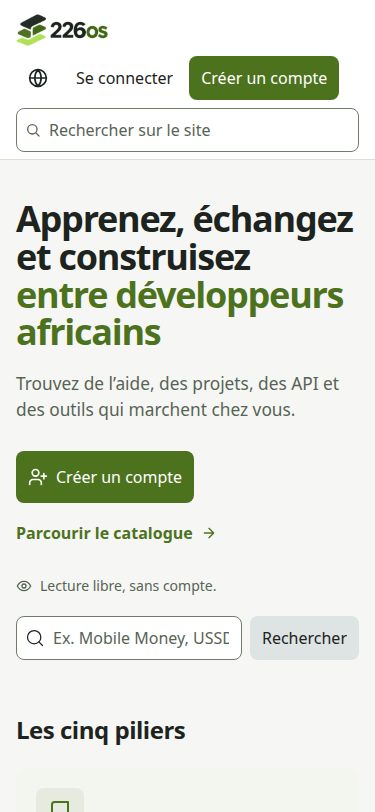 226os
Se connecter
Créer un compte
Rechercher sur le site
Apprenez, échangez
et construisez
entre développeurs
africains
Trouvez de l’aide, des projets, des API et
des outils qui marchent chez vous.
Créer un compte
Parcourir le catalogue
Lecture libre, sans compte.
Ex. Mobile Money, USSD
Rechercher
Les cinq piliers